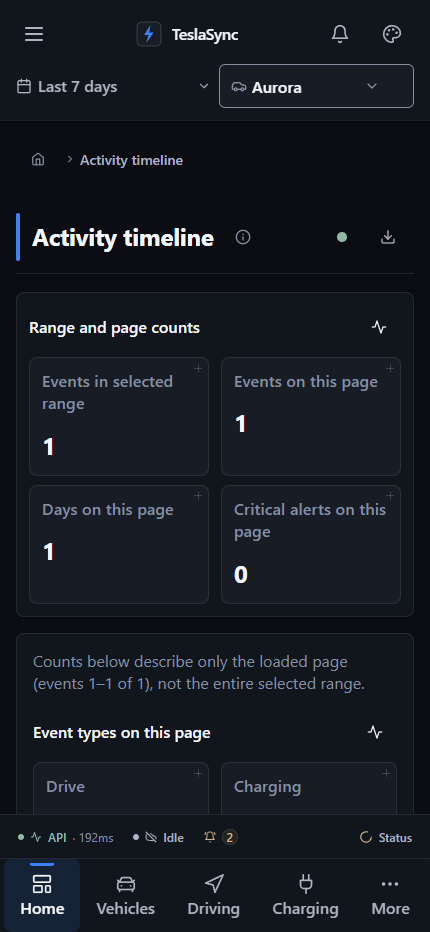 TeslaSync
Last 7 days
Aurora
Activity timeline
Activity timeline
Range and page counts
Events in selected
range
1
Events on this page
1
Days on this page
1
Critical alerts on this
page
0
Counts below describe only the loaded page
(events 1–1 of 1), not the entire selected range.
Event types on this page
Drive
Charging
API · 192ms
Idle
2
Status
Home
Vehicles
Driving
Charging
More